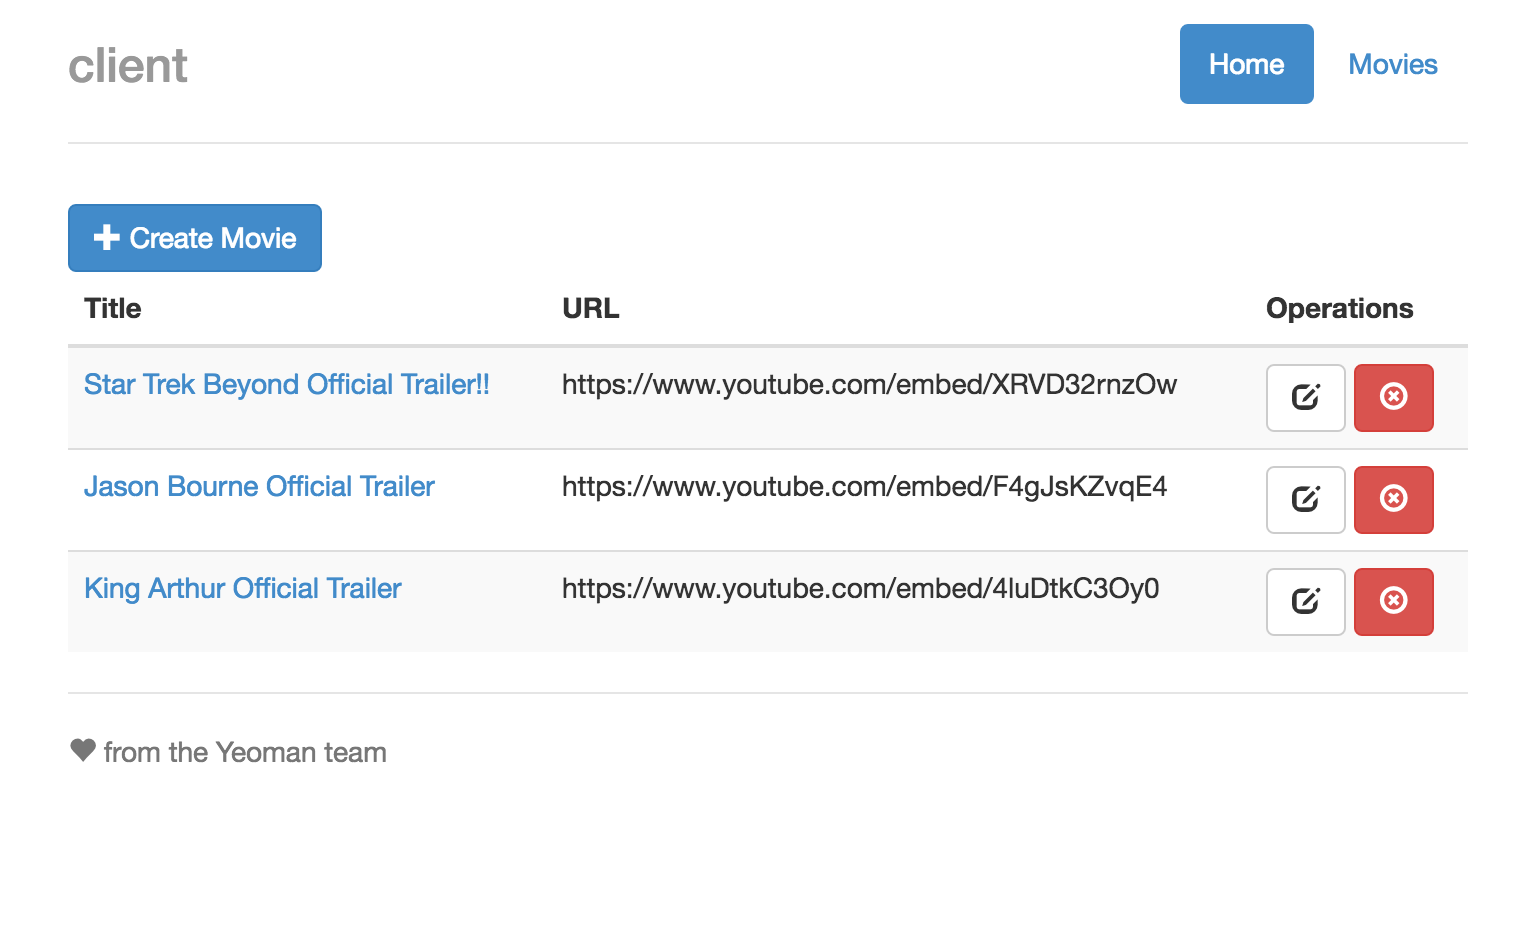 client
Home
Movies
Create Movie
Title URL Operations
Star Trek Beyond Official Trailer!! https://www.youtube.com/embed/XRVD32rnzOw
Jason Bourne Official Trailer https://www.youtube.com/embed/F4gJsKZvqE4
King Arthur Official Trailer https://www.youtube.com/embed/4luDtkC3Oy0
from the Yeoman team